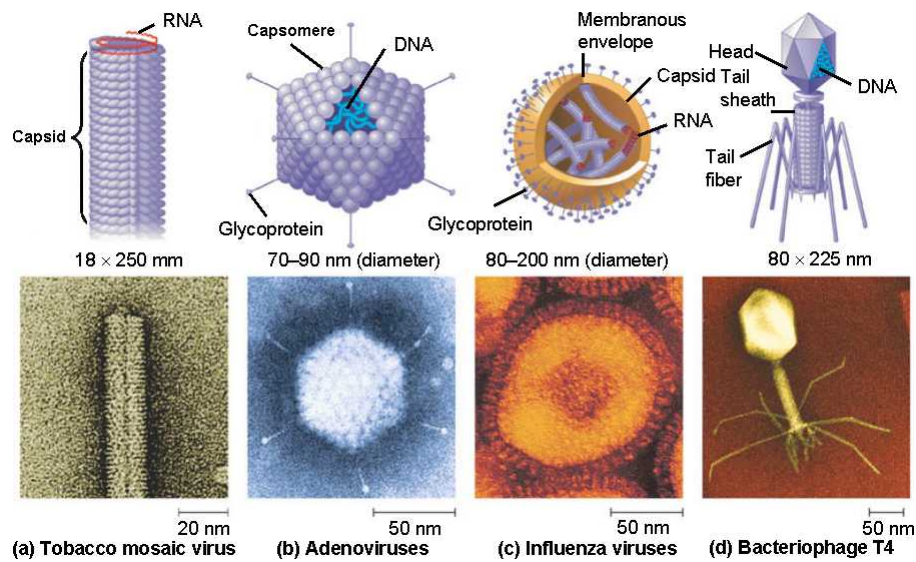 RNA
Capsid
18 × 250 mm
20 nm
(a) Tobacco mosaic virus
Capsomere
DNA
Glycoprotein
70–90 nm (diameter)
50 nm
(b) Adenoviruses
Membranous
envelope
Capsid
RNA
Glycoprotein
80–200 nm (diameter)
50 nm
(c) Influenza viruses
Head
DNA
Tail
sheath
Tail
fiber
80 × 225 nm
50 nm
(d) Bacteriophage T4